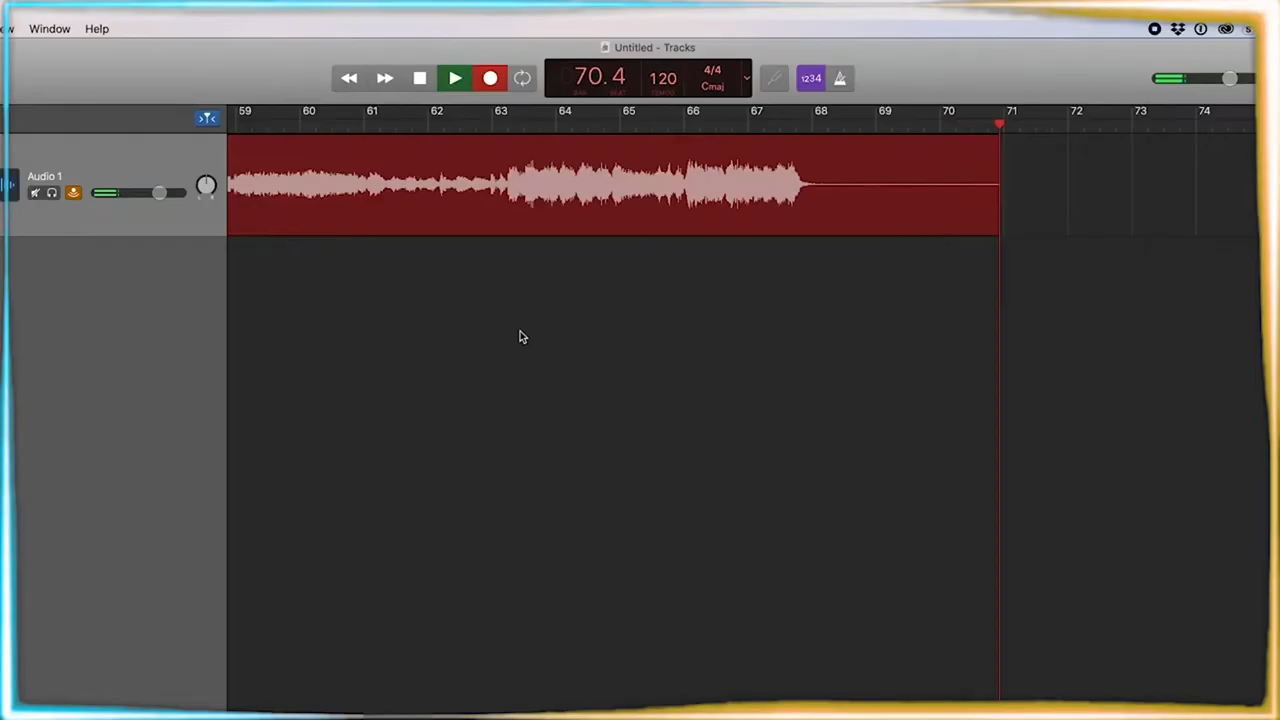 Window Help
Untitled - Tracks
70.4 120 4/4 Cmaj 1234
BAR BEAT TEMPO
59 60 61 62 63 64 65 66 67 68 69 70 71 72 73 74
Audio 1